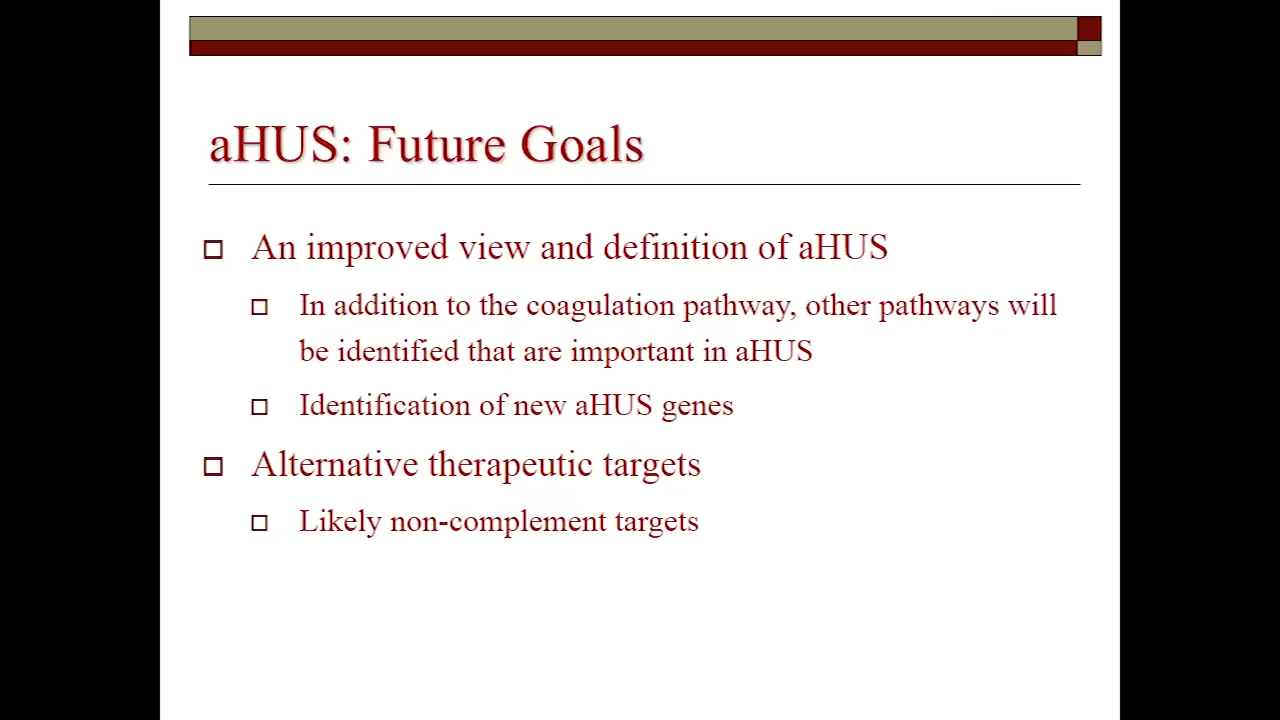 aHUS: Future Goals
An improved view and definition of aHUS
In addition to the coagulation pathway, other pathways will
be identified that are important in aHUS
Identification of new aHUS genes
Alternative therapeutic targets
Likely non-complement targets